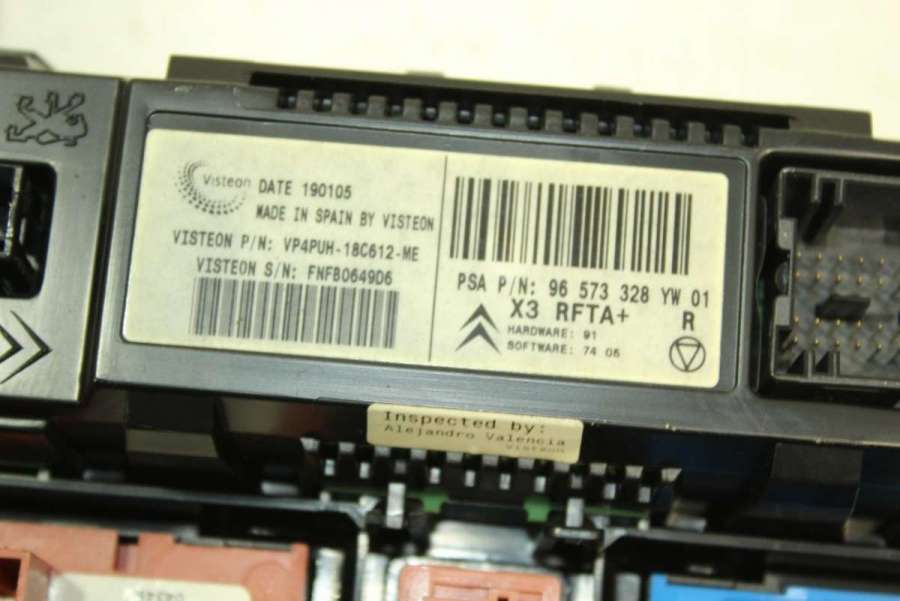 Visteon
DATE 190105
MADE IN SPAIN BY VISTEON
VISTEON P/N: VP4PUH-18C612-ME
VISTEON S/N: FNFB0649D6
PSA P/N: 96 573 328 YW 01
X3 RFTA+
R
HARDWARE: 91
SOFTWARE: 74 06
Inspected by:
Alejandro Valencia
Visteon